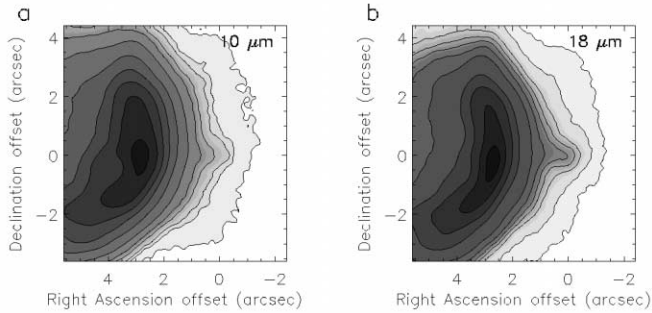 a
10 μm
4
2
0
−2
Declination offset (arcsec)
4 2 0 −2
Right Ascension offset (arcsec)
b
18 μm
4
2
0
−2
Declination offset (arcsec)
4 2 0 −2
Right Ascension offset (arcsec)